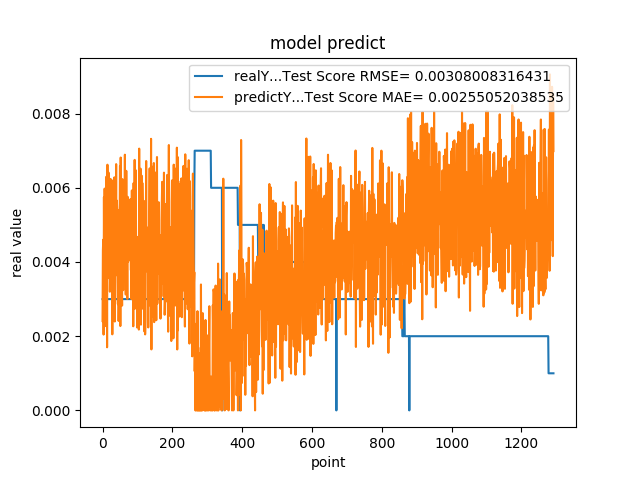 model predict
realY...Test Score RMSE= 0.00308008316431
predictY...Test Score MAE= 0.00255052038535
0.008
0.006
0.004
0.002
0.000
real value
0 200 400 600 800 1000 1200
point